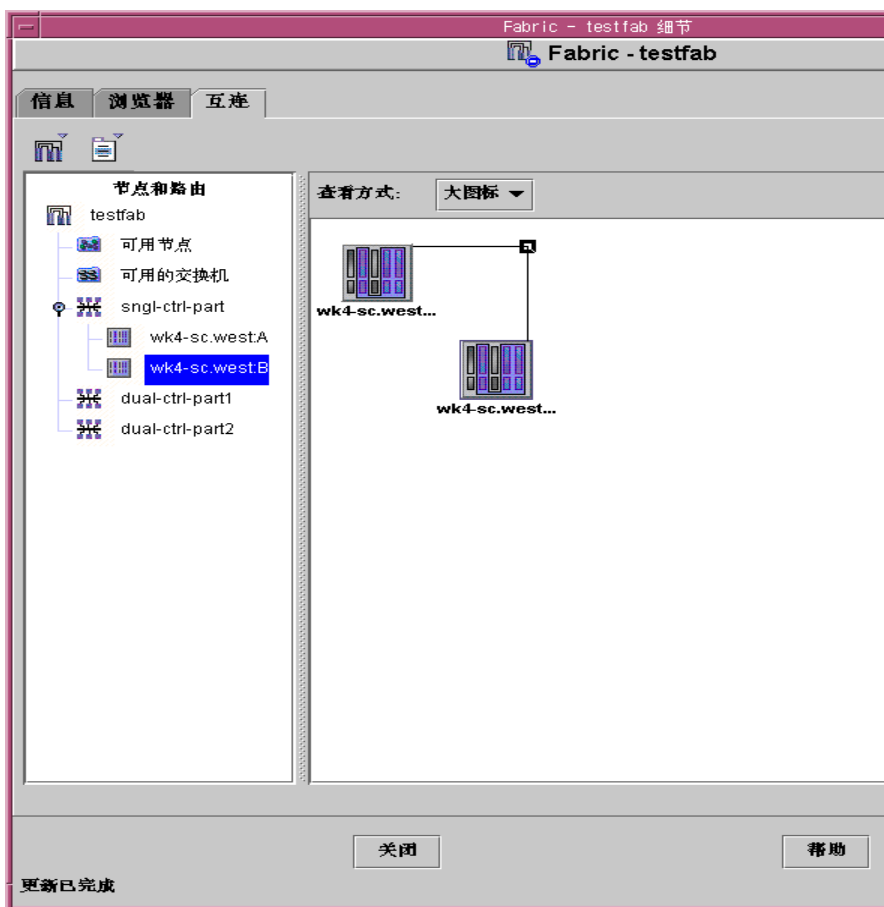 Fabric - testfab 细节
Fabric - testfab
信息 浏览器 互连
节点和路由
testfab
可用节点
可用的交换机
sngl-ctrl-part
wk4-sc.west:A
wk4-sc.west:B
dual-ctrl-part1
dual-ctrl-part2
查看方式: 大图标
wk4-sc.west...
wk4-sc.west...
关闭 帮助
更新已完成